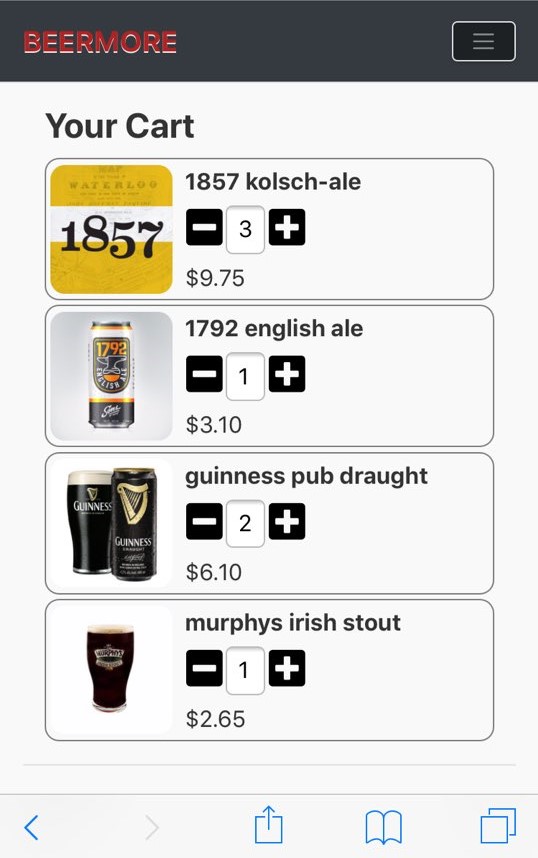 BEERMORE
Your Cart
WATERLOO
1857
1857 kolsch-ale
3
$9.75
1792
ENGLISH ALE
1792 english ale
1
$3.10
GUINNESS
GUINNESS
DRAUGHT
guinness pub draught
2
$6.10
MURPHY'S
murphys irish stout
1
$2.65